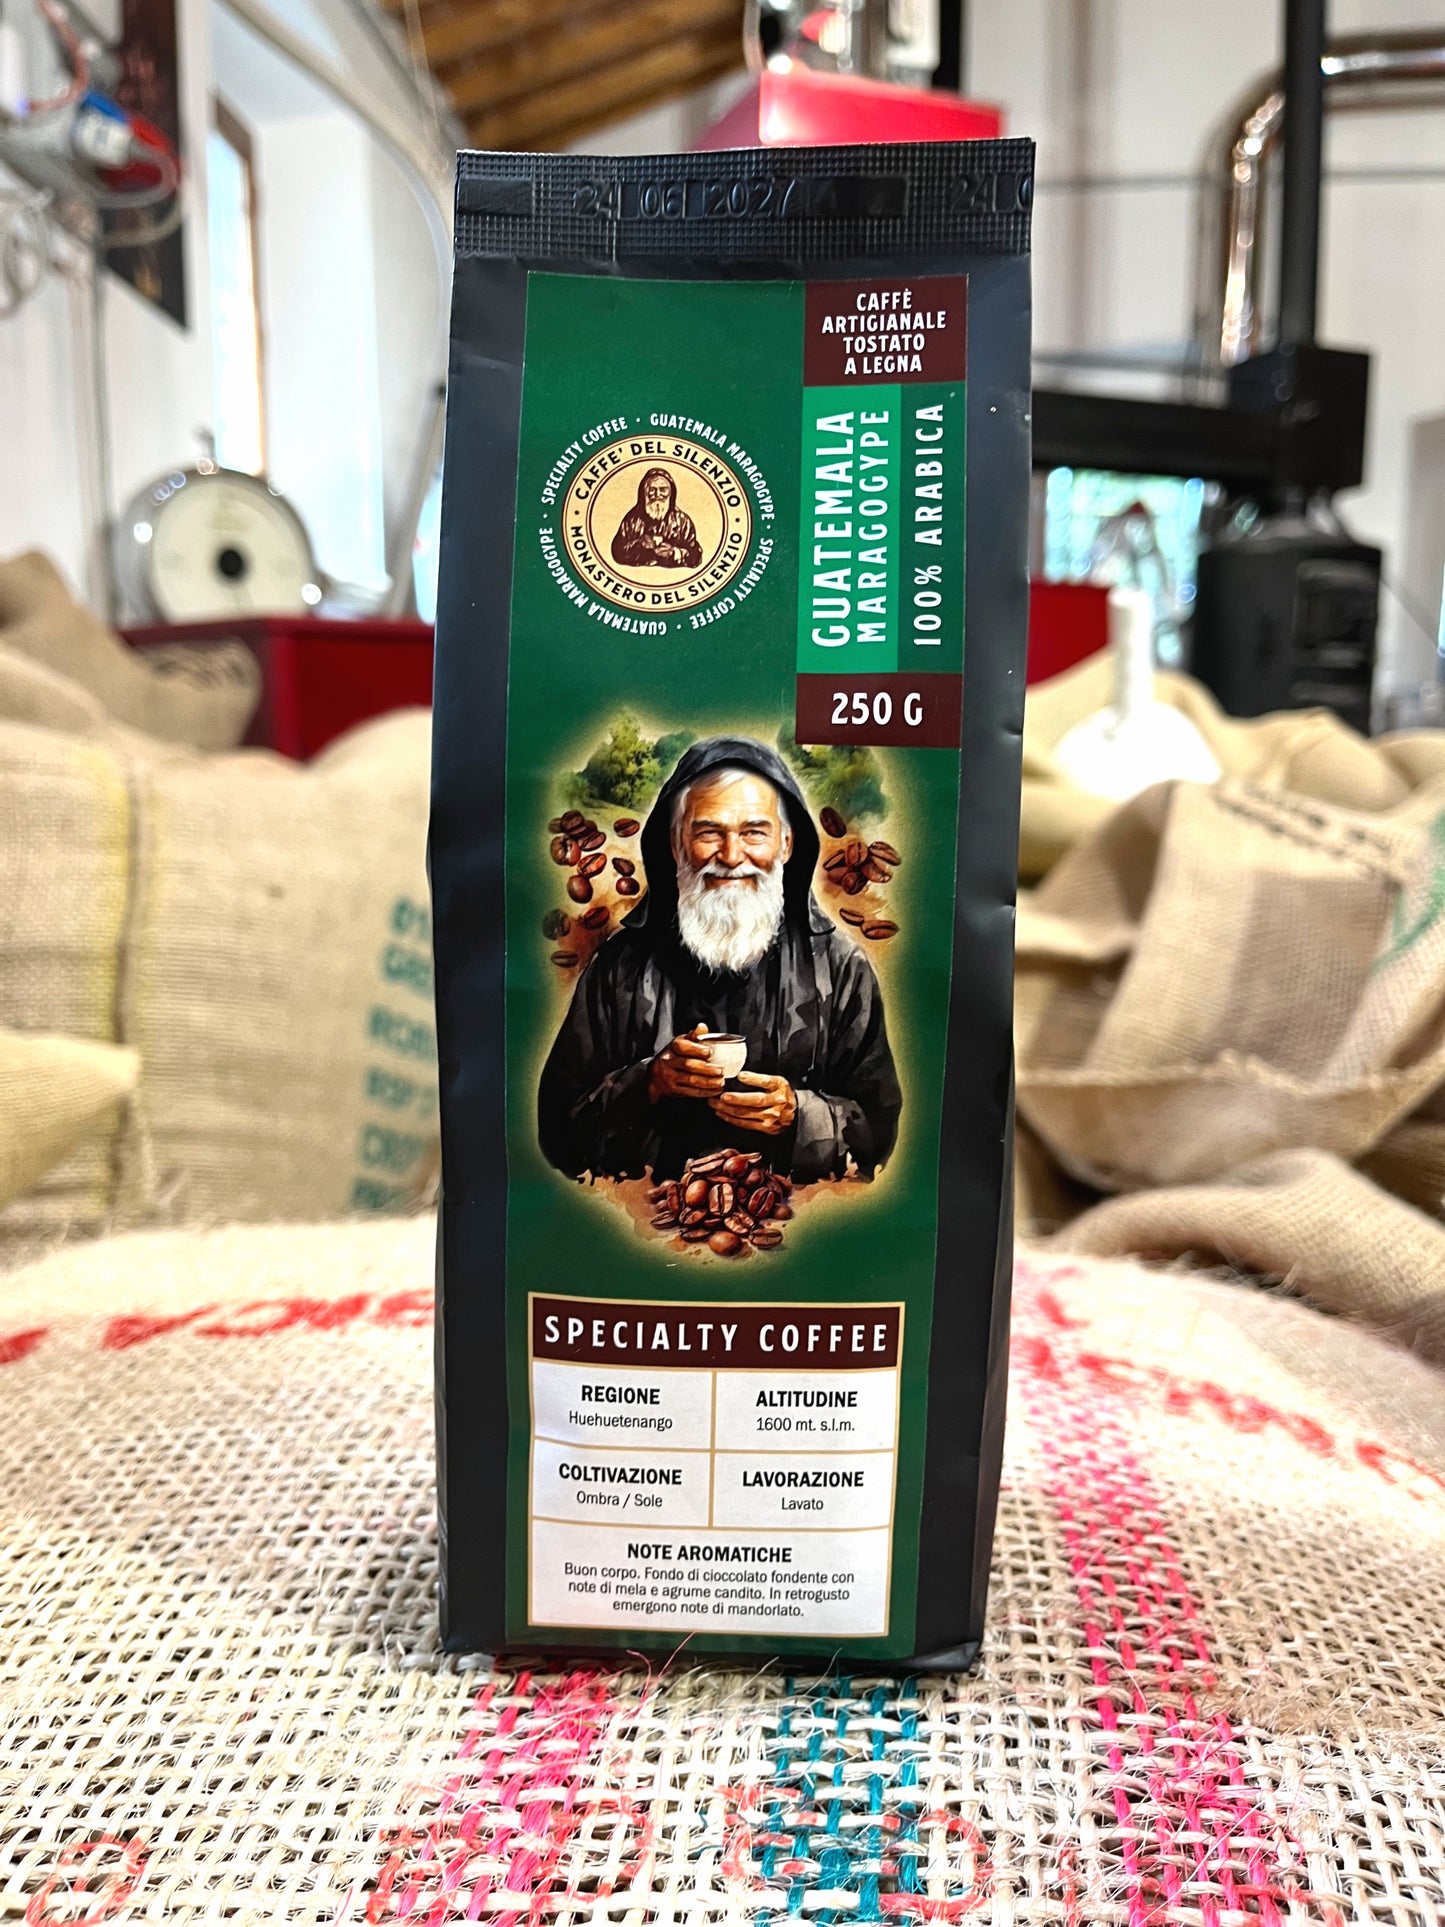 24 06 2027 A
24 0
CAFFÈ
ARTIGIANALE
TOSTATO
A LEGNA
GUATEMALA
MARAGOGYPE
100% ARABICA
250 G
SPECIALTY COFFEE · GUATEMALA MARAGOGYPE · SPECIALTY COFFEE · GUATEMALA MARAGOGYPE ·
CAFFE' DEL SILENZIO
MONASTERO DEL SILENZIO
SPECIALTY COFFEE
REGIONE
Huehuetenango
ALTITUDINE
1600 mt. s.l.m.
COLTIVAZIONE
Ombra / Sole
LAVORAZIONE
Lavato
NOTE AROMATICHE
Buon corpo. Fondo di cioccolato fondente con
note di mela e agrume candito. In retrogusto
emergono note di mandorlato.